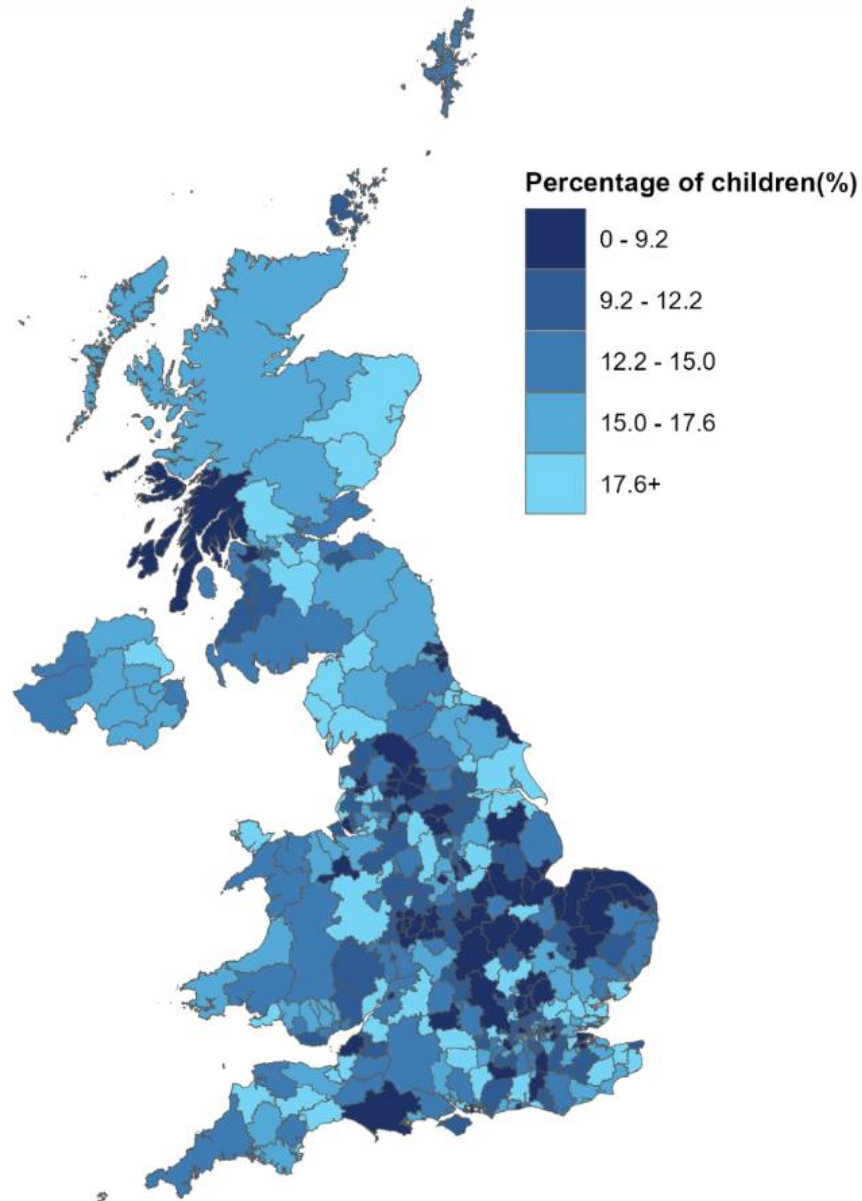 Percentage of children(%)
0 - 9.2
9.2 - 12.2
12.2 - 15.0
15.0 - 17.6
17.6+